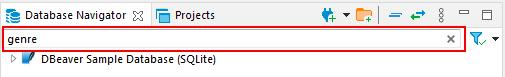 Database Navigator Projects
genre
DBeaver Sample Database (SQLite)